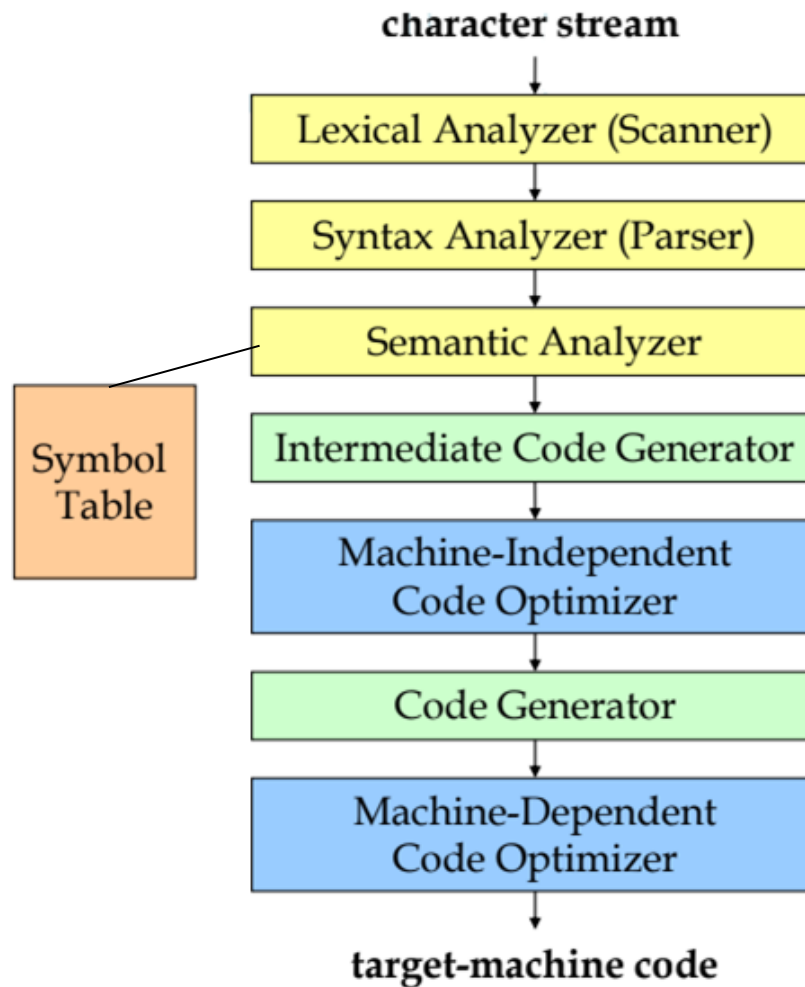 character stream
Lexical Analyzer (Scanner)
Syntax Analyzer (Parser)
Semantic Analyzer
Symbol
Table
Intermediate Code Generator
Machine-Independent
Code Optimizer
Code Generator
Machine-Dependent
Code Optimizer
target-machine code